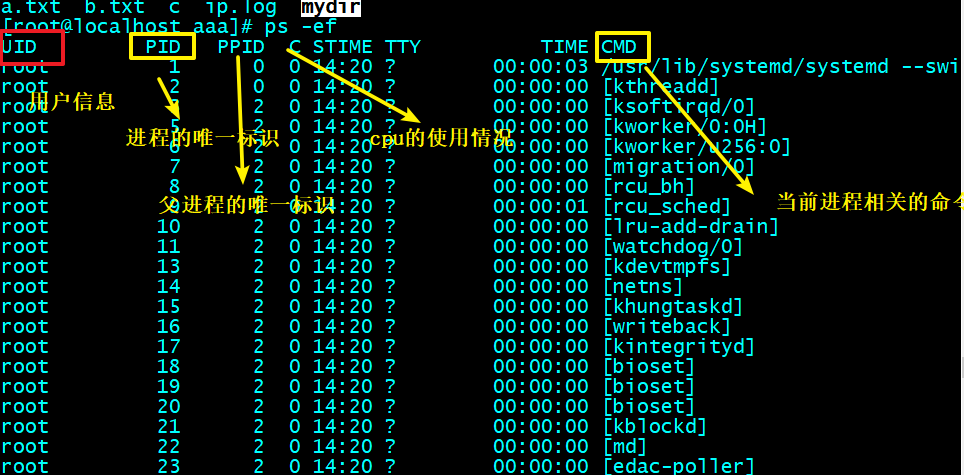 a.txt b.txt c ip.log mydir
[root@localhost aaa]# ps -ef
UID PID PPID C STIME TTY TIME CMD
root 1 0 0 14:20 ? 00:00:03 /usr/lib/systemd/systemd --swi
root 2 0 0 14:20 ? 00:00:00 [kthreadd]
用户信息
root 3 2 0 14:20 ? 00:00:00 [ksoftirqd/0]
root 5 2 0 14:20 ? 00:00:00 [kworker/0:0H]
进程的唯一标识 cpu的使用情况
root 6 2 0 14:20 ? 00:00:00 [kworker/u256:0]
root 7 2 0 14:20 ? 00:00:00 [migration/0]
root 8 2 0 14:20 ? 00:00:00 [rcu_bh]
父进程的唯一标识 当前进程相关的命令
root 9 2 0 14:20 ? 00:00:01 [rcu_sched]
root 10 2 0 14:20 ? 00:00:00 [lru-add-drain]
root 11 2 0 14:20 ? 00:00:00 [watchdog/0]
root 13 2 0 14:20 ? 00:00:00 [kdevtmpfs]
root 14 2 0 14:20 ? 00:00:00 [netns]
root 15 2 0 14:20 ? 00:00:00 [khungtaskd]
root 16 2 0 14:20 ? 00:00:00 [writeback]
root 17 2 0 14:20 ? 00:00:00 [kintegrityd]
root 18 2 0 14:20 ? 00:00:00 [bioset]
root 19 2 0 14:20 ? 00:00:00 [bioset]
root 20 2 0 14:20 ? 00:00:00 [bioset]
root 21 2 0 14:20 ? 00:00:00 [kblockd]
root 22 2 0 14:20 ? 00:00:00 [md]
root 23 2 0 14:20 ? 00:00:00 [edac-poller]